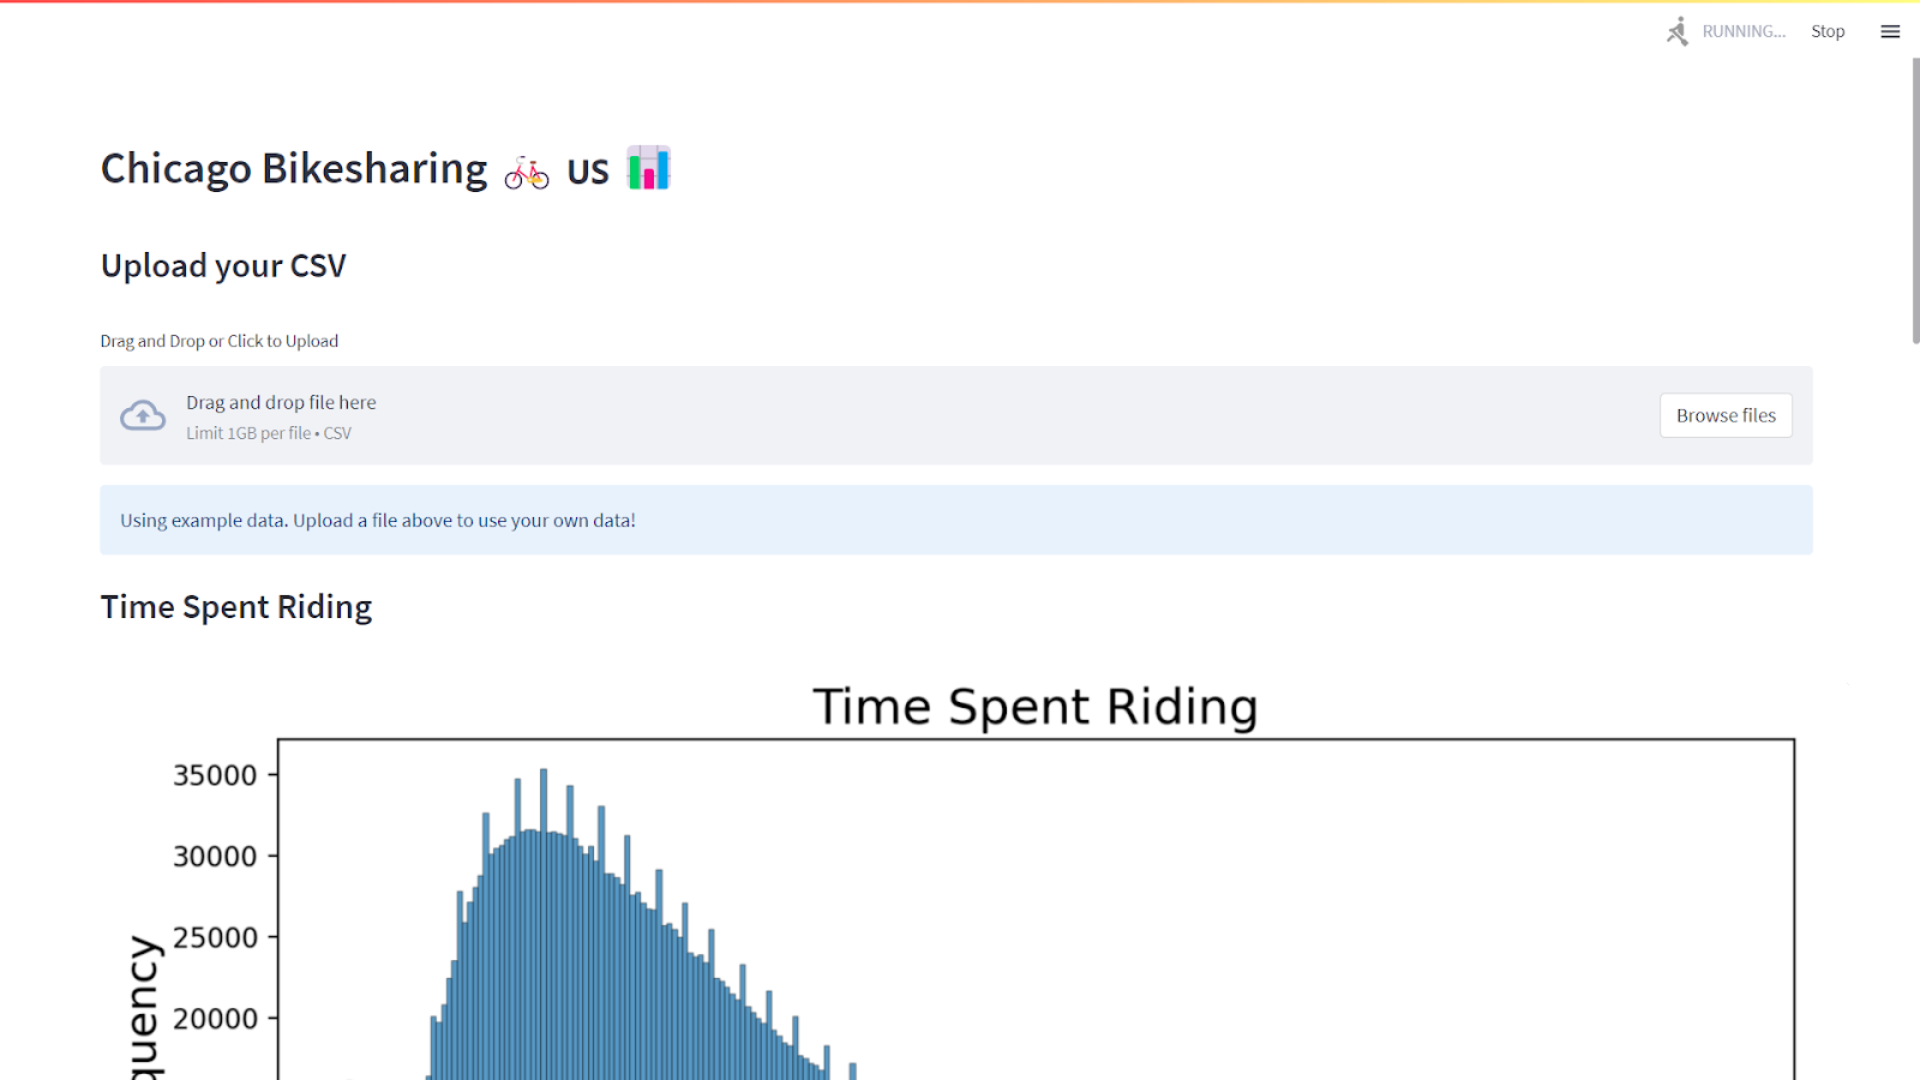 RUNNING... Stop
Chicago Bikesharing US
Upload your CSV
Drag and Drop or Click to Upload
Drag and drop file here
Limit 1GB per file • CSV
Browse files
Using example data. Upload a file above to use your own data!
Time Spent Riding
Time Spent Riding
35000
30000
25000
20000